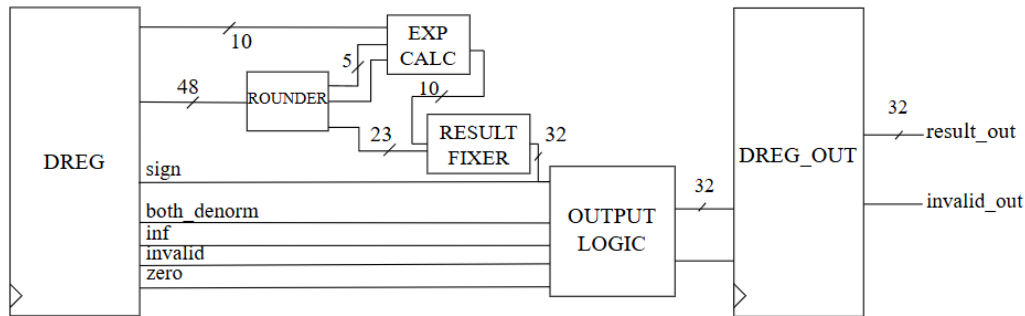 DREG
10
48
ROUNDER
5
EXP
CALC
10
23
RESULT
FIXER
32
sign
both_denorm
inf
invalid
zero
OUTPUT
LOGIC
32
DREG_OUT
32
result_out
invalid_out